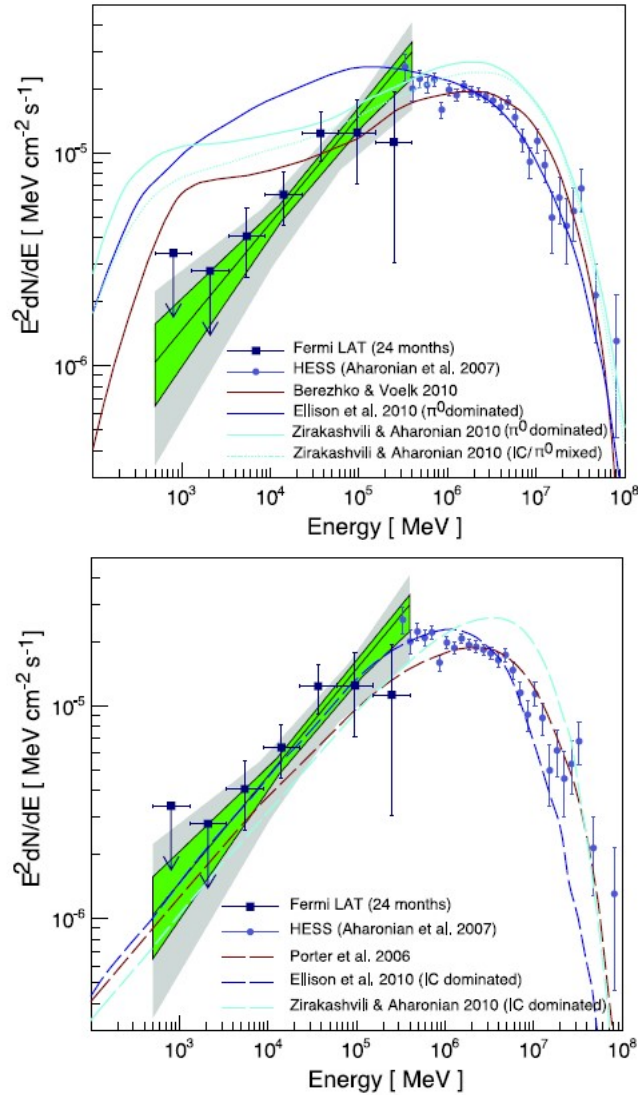 10⁻⁵
10⁻⁶
E²dN/dE [ MeV cm⁻² s⁻¹ ]
Fermi LAT (24 months)
HESS (Aharonian et al. 2007)
Berezhko & Voelk 2010
Ellison et al. 2010 (π⁰dominated)
Zirakashvili & Aharonian 2010 (π⁰ dominated)
Zirakashvili & Aharonian 2010 (IC/π⁰mixed)
10³ 10⁴ 10⁵ 10⁶ 10⁷ 10⁸
Energy [ MeV ]
10⁻⁵
10⁻⁶
E²dN/dE [ MeV cm⁻² s⁻¹ ]
Fermi LAT (24 months)
HESS (Aharonian et al. 2007)
Porter et al. 2006
Ellison et al. 2010 (IC dominated)
Zirakashvili & Aharonian 2010 (IC dominated)
10³ 10⁴ 10⁵ 10⁶ 10⁷ 10⁸
Energy [ MeV ]